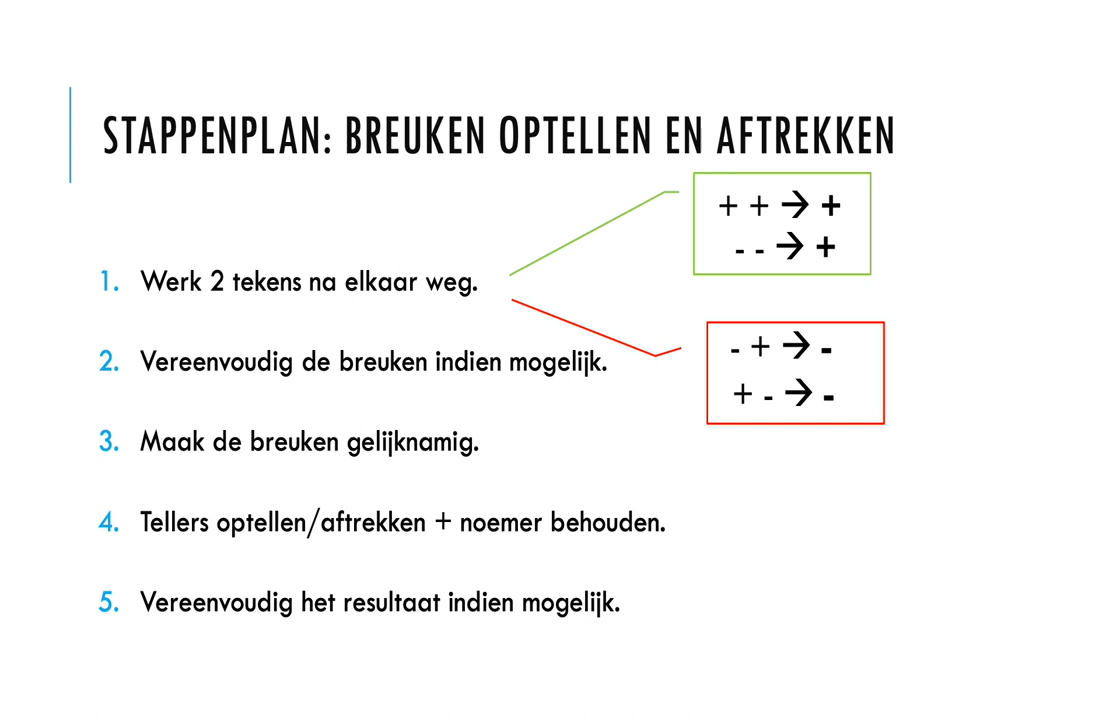 STAPPENPLAN: BREUKEN OPTELLEN EN AFTREKKEN
+ + → +
- - → +
1. Werk 2 tekens na elkaar weg.
- + → -
+ - → -
2. Vereenvoudig de breuken indien mogelijk.
3. Maak de breuken gelijknamig.
4. Tellers optellen/aftrekken + noemer behouden.
5. Vereenvoudig het resultaat indien mogelijk.